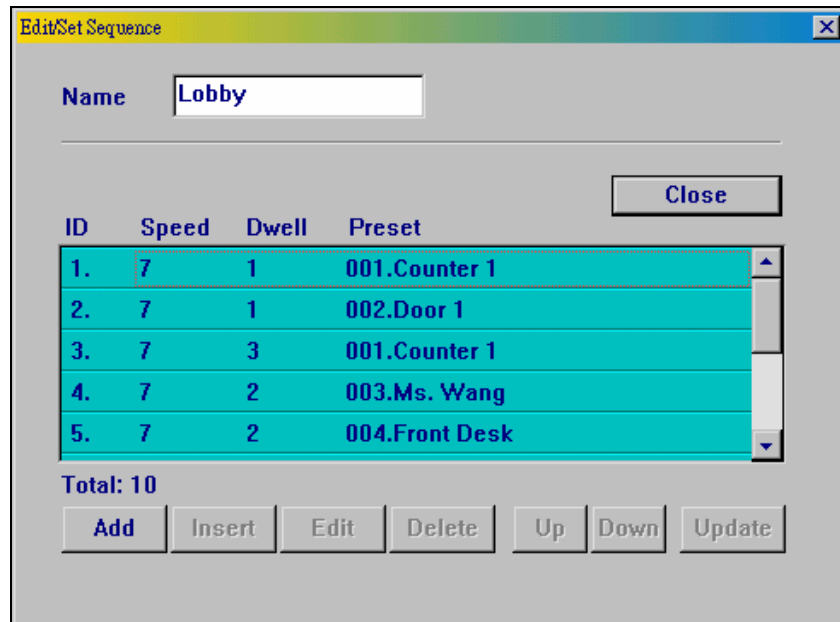 Edit/Set Sequence
Name Lobby
Close
ID Speed Dwell Preset
1. 7 1 001.Counter 1
2. 7 1 002.Door 1
3. 7 3 001.Counter 1
4. 7 2 003.Ms. Wang
5. 7 2 004.Front Desk
Total: 10
Add Insert Edit Delete Up Down Update